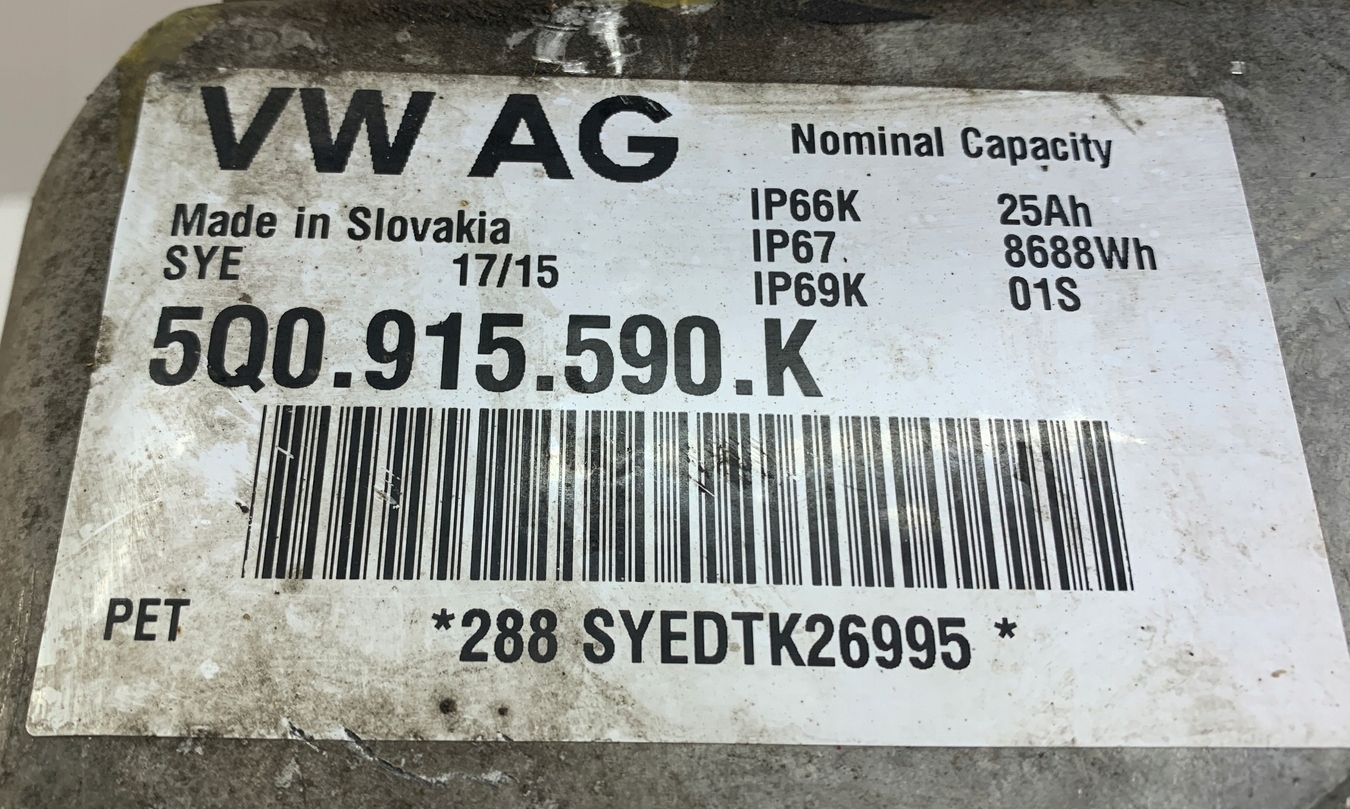 VW AG
Nominal Capacity
Made in Slovakia
IP66K 25Ah
SYE 17/15
IP67 8688Wh
IP69K 01S
5Q0.915.590.K
PET
*288 SYEDTK26995 *